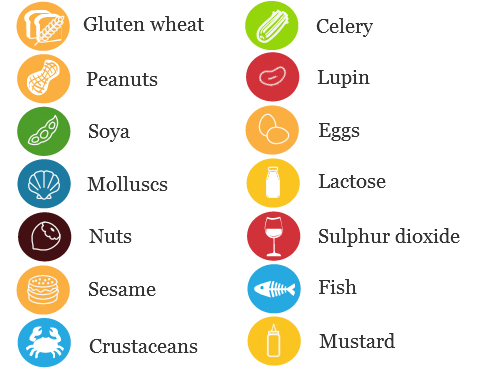 Gluten wheat
Peanuts
Soya
Molluscs
Nuts
Sesame
Crustaceans
Celery
Lupin
Eggs
Lactose
Sulphur dioxide
Fish
Mustard